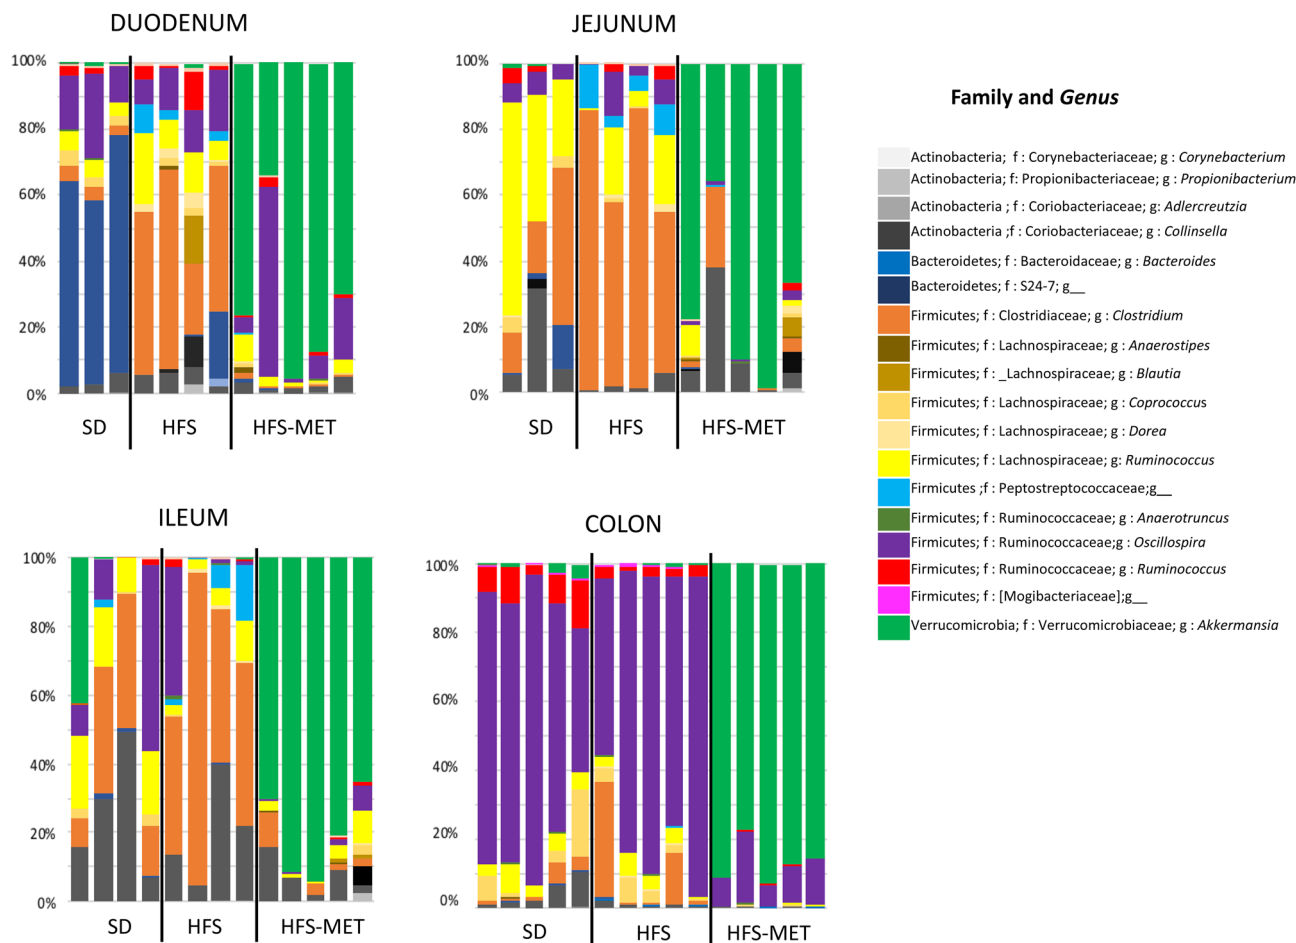 DUODENUM
100%
80%
60%
40%
20%
0%
SD
HFS
HFS-MET
JEJUNUM
100%
80%
60%
40%
20%
0%
SD
HFS
HFS-MET
ILEUM
100%
80%
60%
40%
20%
0%
SD
HFS
HFS-MET
COLON
100%
80%
60%
40%
20%
0%
SD
HFS
HFS-MET
Family and Genus
Actinobacteria; f : Corynebacteriaceae; g : Corynebacterium
Actinobacteria; f: Propionibacteriaceae; g : Propionibacterium
Actinobacteria ; f : Coriobacteriaceae; g: Adlercreutzia
Actinobacteria ;f : Coriobacteriaceae; g : Collinsella
Bacteroidetes; f : Bacteroidaceae; g : Bacteroides
Bacteroidetes; f : S24-7; g__
Firmicutes; f : Clostridiaceae; g : Clostridium
Firmicutes; f : Lachnospiraceae; g : Anaerostipes
Firmicutes; f : _Lachnospiraceae; g : Blautia
Firmicutes; f : Lachnospiraceae; g : Coprococcus
Firmicutes; f : Lachnospiraceae; g : Dorea
Firmicutes; f : Lachnospiraceae; g: Ruminococcus
Firmicutes ;f : Peptostreptococcaceae;g__
Firmicutes; f : Ruminococcaceae; g : Anaerotruncus
Firmicutes; f : Ruminococcaceae;g : Oscillospira
Firmicutes; f : Ruminococcaceae; g : Ruminococcus
Firmicutes; f : [Mogibacteriaceae];g__
Verrucomicrobia; f : Verrucomicrobiaceae; g : Akkermansia